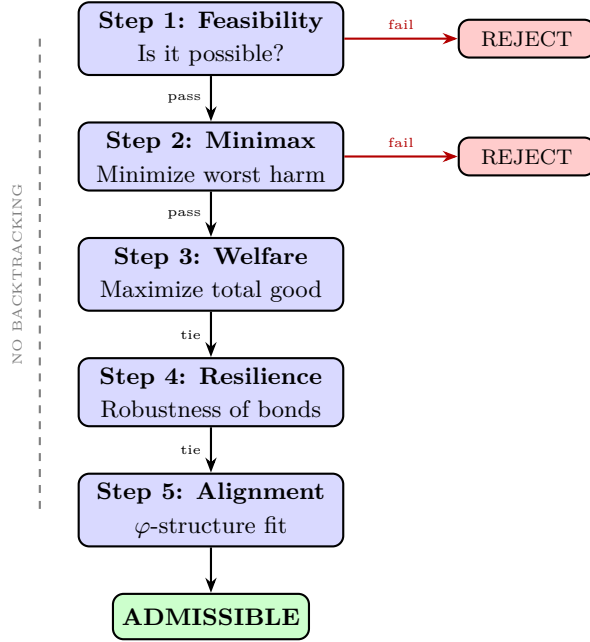 Step 1: Feasibility
Is it possible?
fail
REJECT
pass
Step 2: Minimax
Minimize worst harm
fail
REJECT
pass
Step 3: Welfare
Maximize total good
tie
Step 4: Resilience
Robustness of bonds
tie
Step 5: Alignment
φ-structure fit
ADMISSIBLE
NO BACKTRACKING